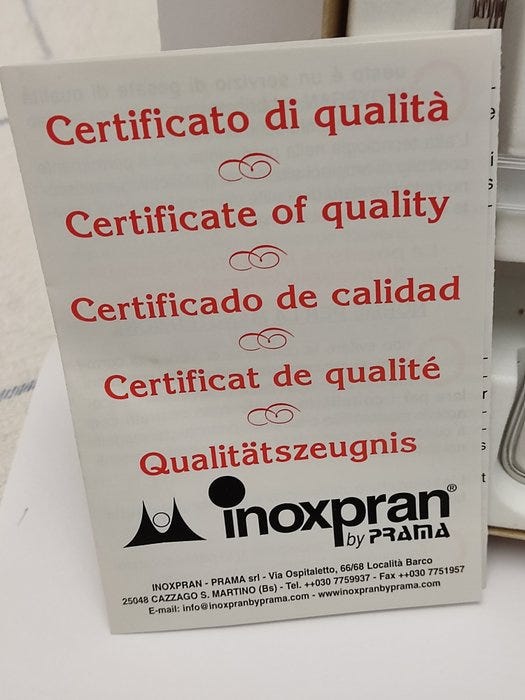 Certificato di qualità
Certificate of quality
Certificado de calidad
Certificat de qualité
Qualitätszeugnis
inoxpran®
by PRAMA
INOXPRAN - PRAMA srl - Via Ospitaletto, 66/68 Località Barco
25048 CAZZAGO S. MARTINO (Bs) - Tel. ++030 7759937 - Fax ++030 7751957
E-mail: info@inoxpranbyprama.com - wwwinoxpranbyprama.com